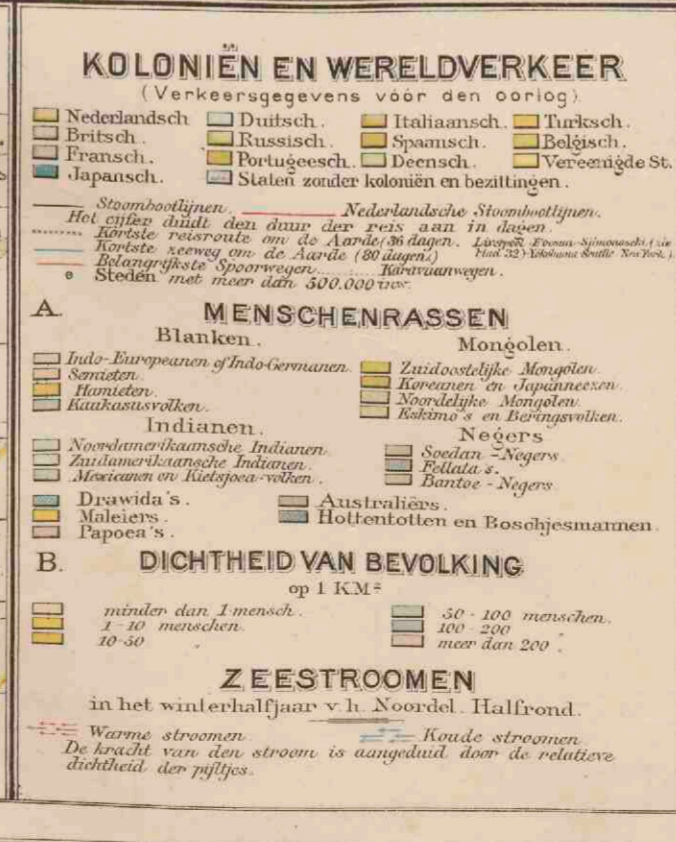 KOLONIËN EN WERELDVERKEER
(Verkeersgegevens vóór den oorlog)
Nederlandsch Duitsch. Italiaansch. Turksch.
Britsch. Russisch. Spaansch. Belgisch.
Fransch. Portugeesch. Deensch. Vereenigde St.
Japansch. Staten zonder koloniën en bezittingen.
Stoombootlijnen. Nederlandsche Stoombootlijnen.
Het cijfer duidt den duur der reis aan in dagen.
Kortste reisroute om de Aarde (36 dagen.
Kortste zeeweg om de Aarde (80 dagen.)
Belangrijkste Spoorwegen Karavaanwegen.
Steden met meer dan 500.000 inw.
A. MENSCHENRASSEN
Blanken.
Indo-Europeanen of Indo-Germanen.
Semieten.
Hamieten.
Kaukasusvolken.
Mongolen.
Zuidoostelijke Mongolen.
Koreanen en Japanneezen.
Noordelijke Mongolen.
Eskimo's en Beringsvolken.
Indianen.
Noordamerikaansche Indianen
Zuidamerikaansche Indianen.
Mexicanen en Kietsjoea-volken.
Negers
Soedan-Negers
Fellata's.
Bantoe-Negers
Drawida's. Australiërs.
Maleiers. Hottentotten en Boschjesmannen.
Papoea's.
B. DICHTHEID VAN BEVOLKING
op 1 KM²
minder dan 1 mensch. 50-100 menschen.
1-10 menschen. 100-200 "
10-50 " meer dan 200 "
ZEESTROOMEN
in het winterhalfjaar v. h. Noordel. Halfrond.
Warme stroomen. Koude stroomen
De kracht van den stroom is aangeduid door de relatieve
dichtheid der pijltjes.